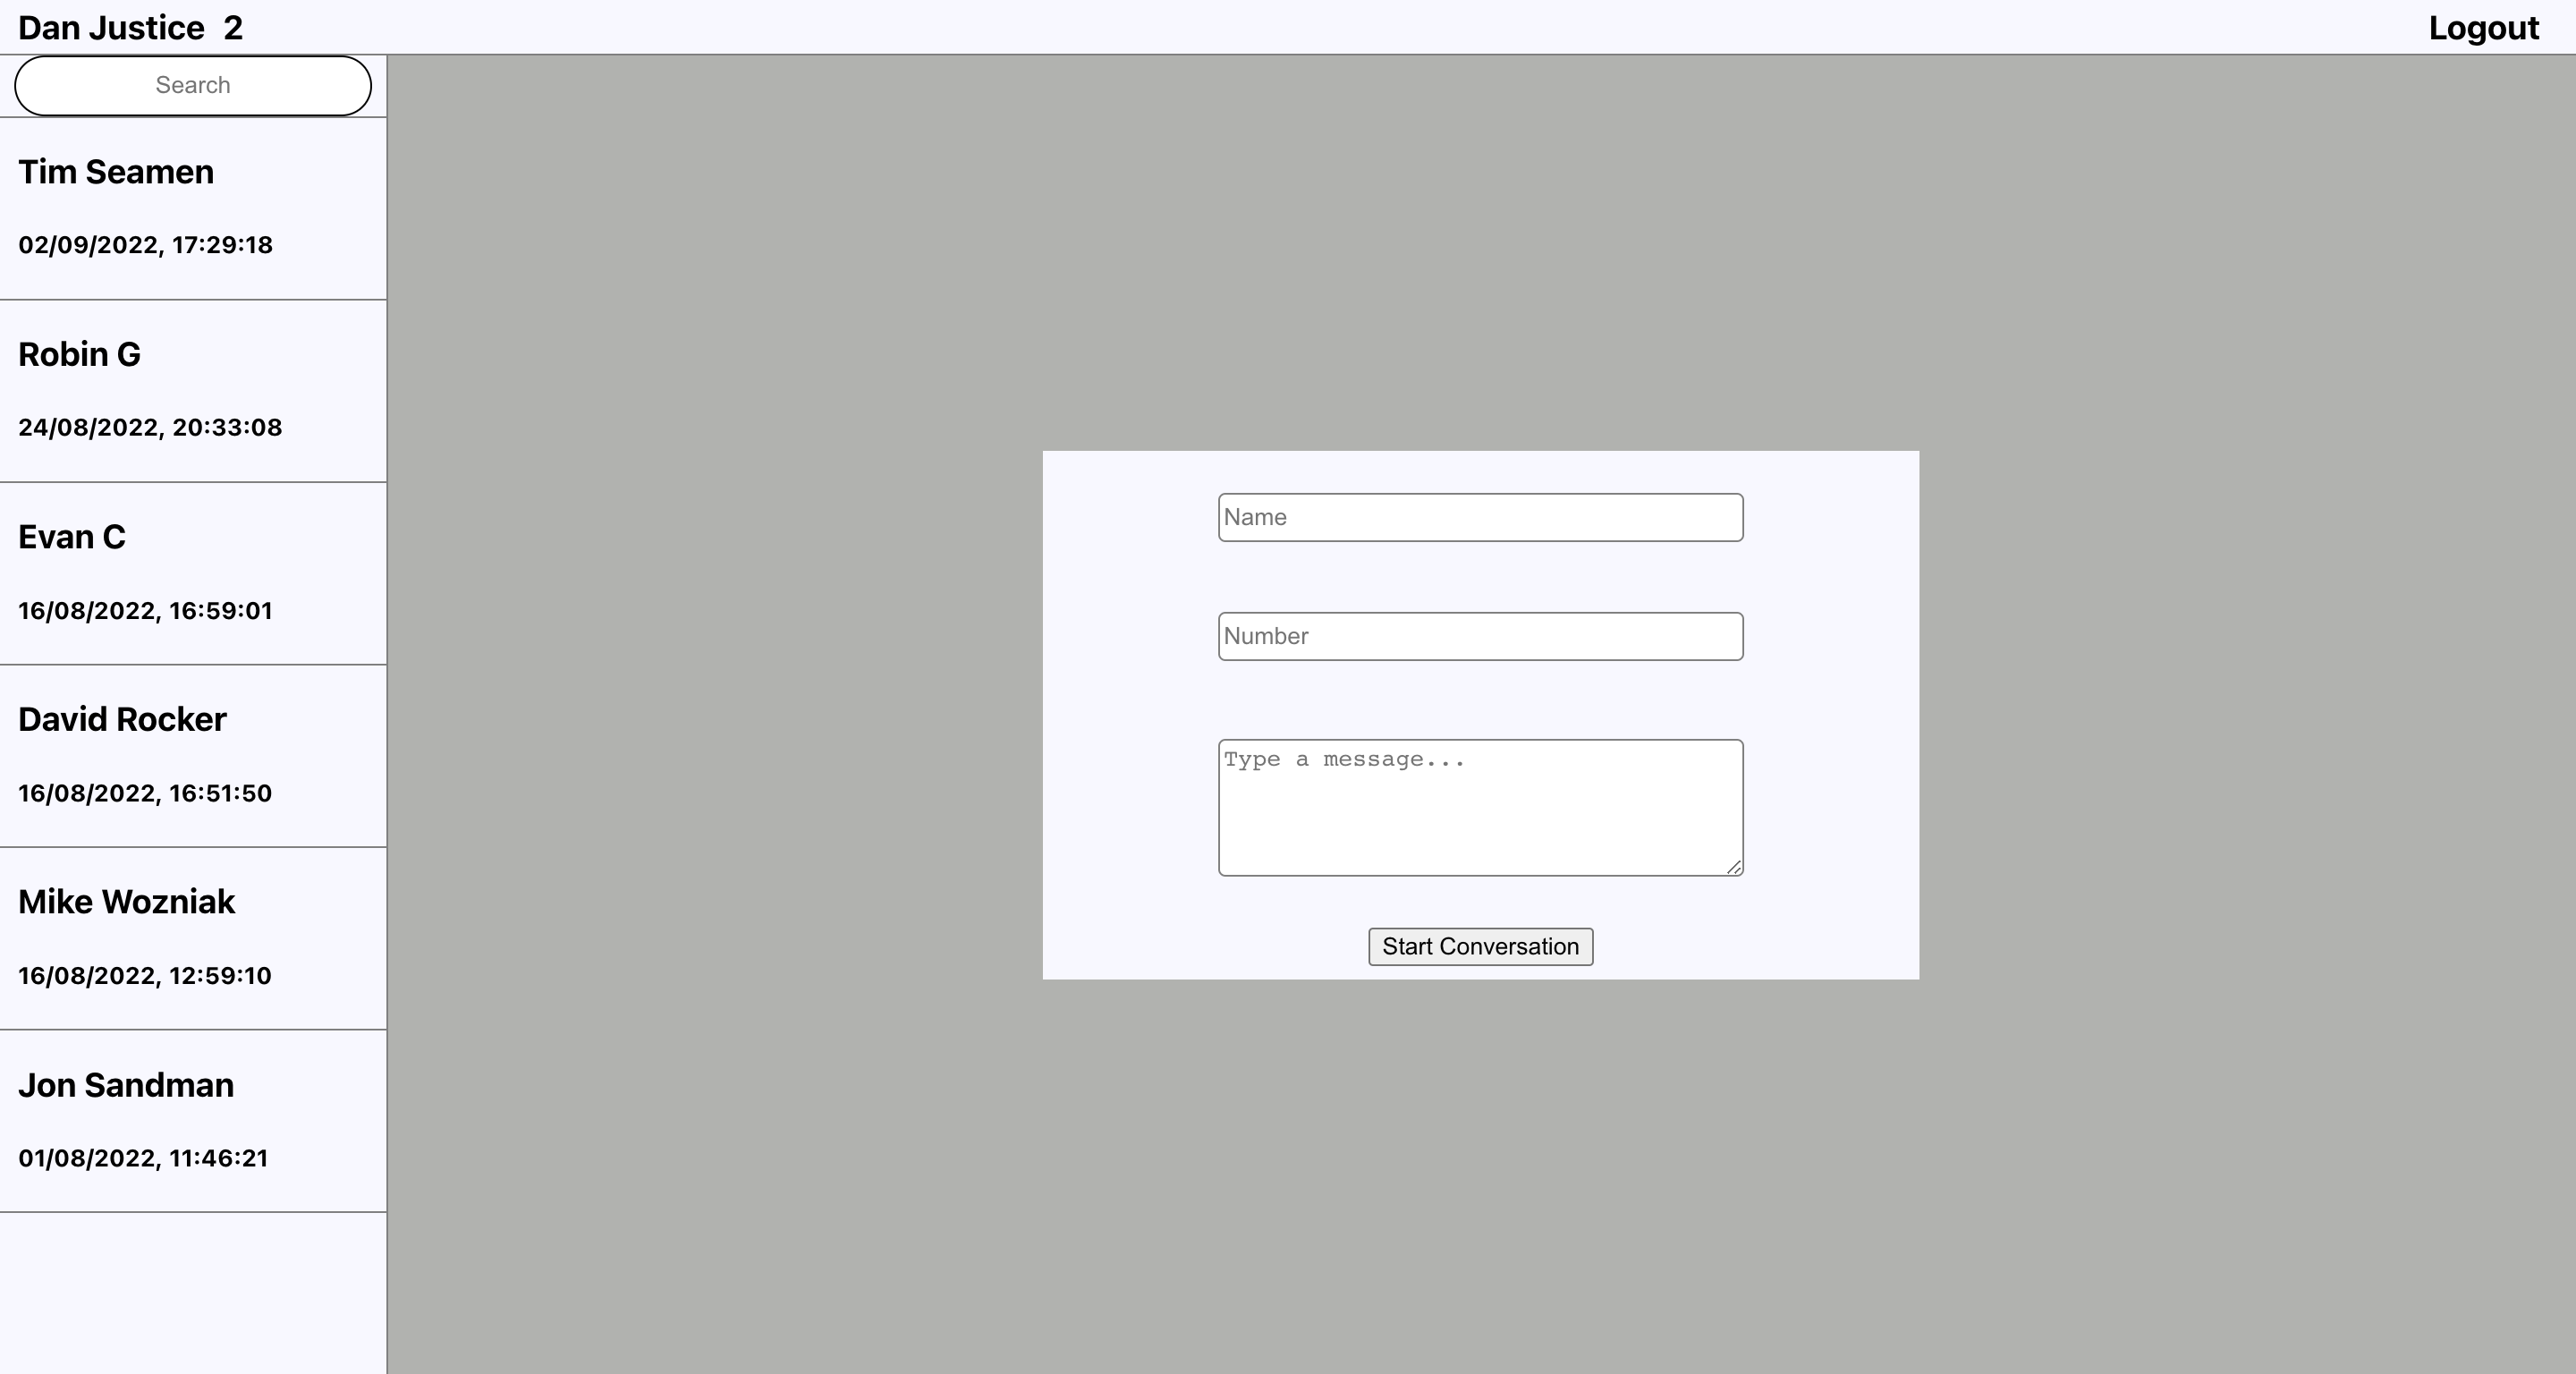 Dan Justice 2
Logout
Search
Tim Seamen
02/09/2022, 17:29:18
Robin G
24/08/2022, 20:33:08
Evan C
16/08/2022, 16:59:01
David Rocker
16/08/2022, 16:51:50
Mike Wozniak
16/08/2022, 12:59:10
Jon Sandman
01/08/2022, 11:46:21
Name
Number
Type a message...
Start Conversation